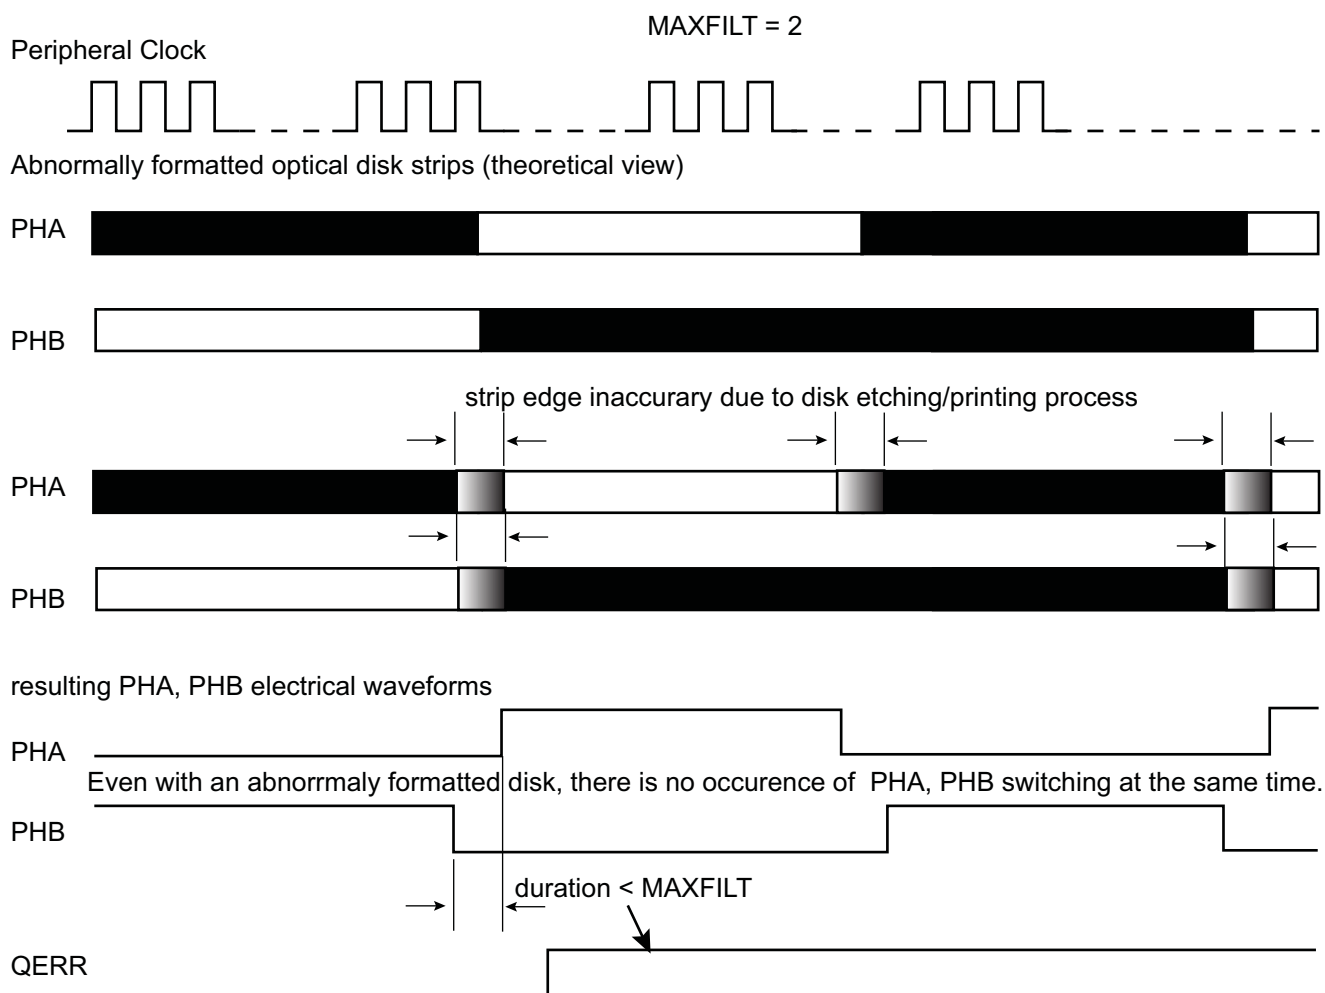 MAXFILT = 2
Peripheral Clock
Abnormally formatted optical disk strips (theoretical view)
PHA
PHB
strip edge inaccurary due to disk etching/printing process
PHA
PHB
resulting PHA, PHB electrical waveforms
PHA
Even with an abnorrmaly formatted disk, there is no occurence of PHA, PHB switching at the same time.
PHB
duration < MAXFILT
QERR